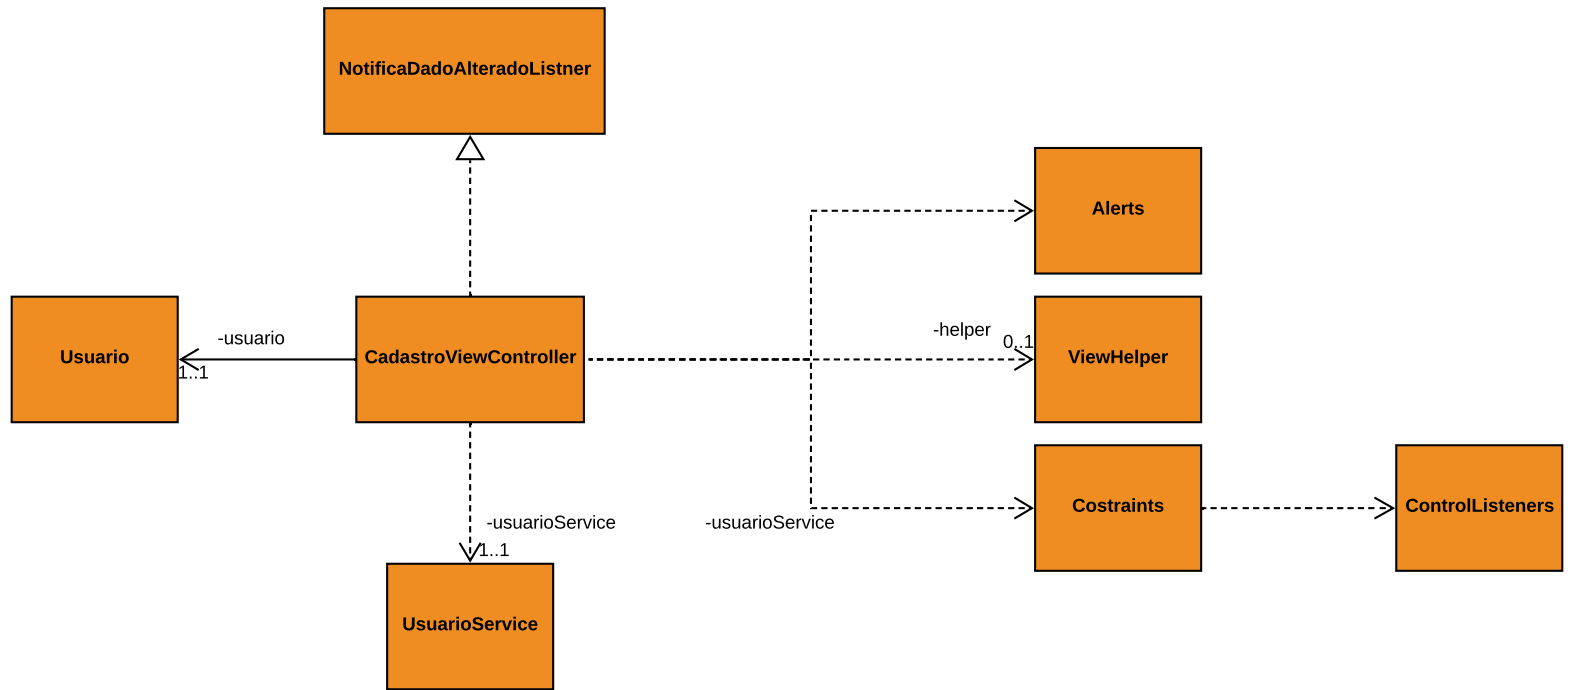 NotificaDadoAlteradoListner
Alerts
-helper
0..1
-usuario
Usuario
CadastroViewController
ViewHelper
1..1
Costraints
ControlListeners
-usuarioService
-usuarioService
1..1
UsuarioService